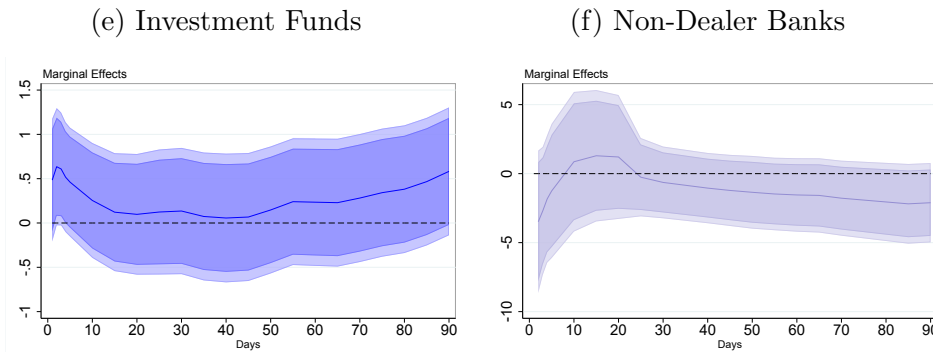 (e) Investment Funds
(f) Non-Dealer Banks
Marginal Effects
1.5
1
.5
0
-.5
-1
0 10 20 30 40 50 60 70 80 90
Days
Marginal Effects
5
0
-5
-10
0 10 20 30 40 50 60 70 80 90
Days